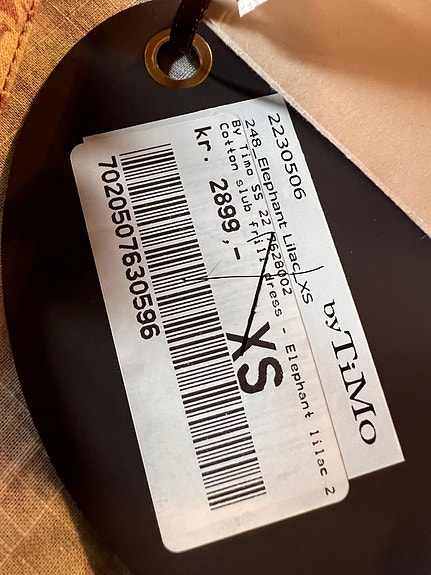 byTiMo
2230506
248_Elephant Lilac_XS
By Timo SS 22 2628002
Cotton slub frill dress - Elephant lilac 2
kr. 2899,-
XS
7020507630596